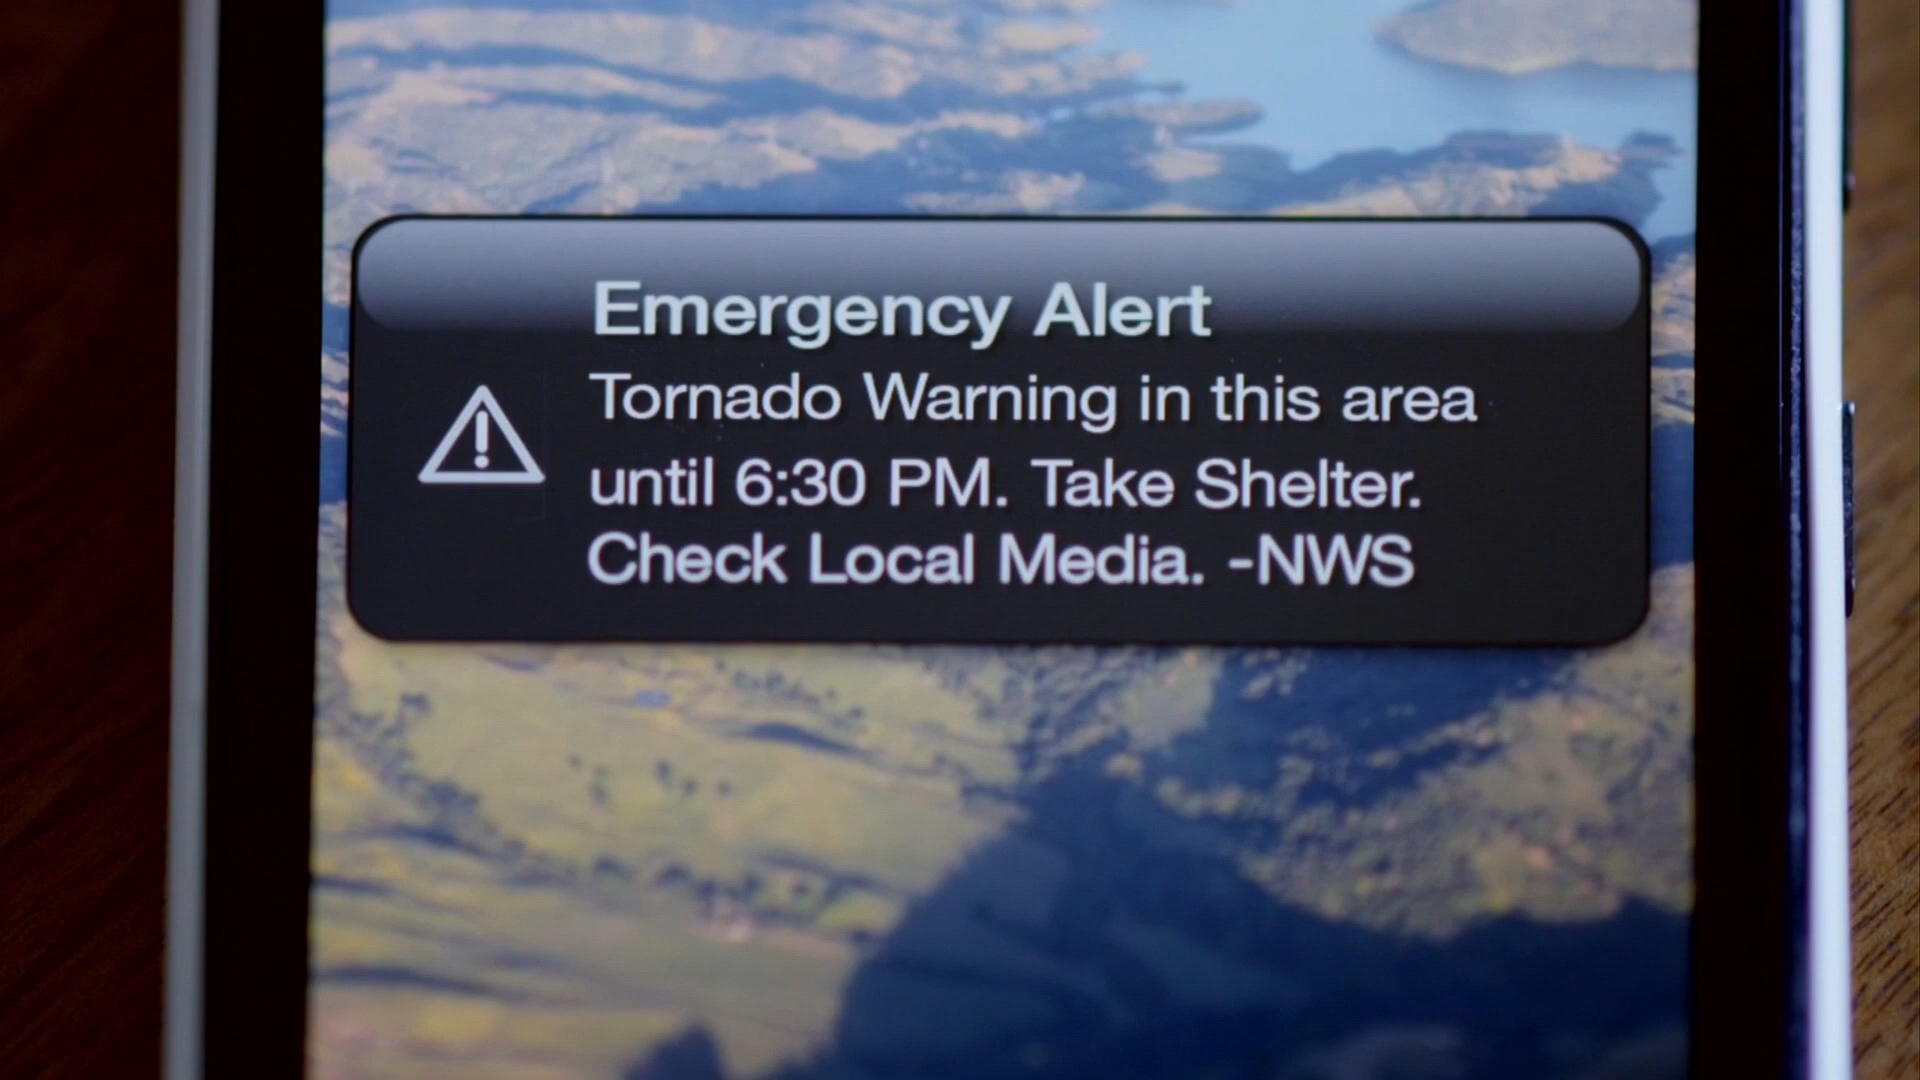 Emergency Alert
Tornado Warning in this area
until 6:30 PM. Take Shelter.
Check Local Media. -NWS